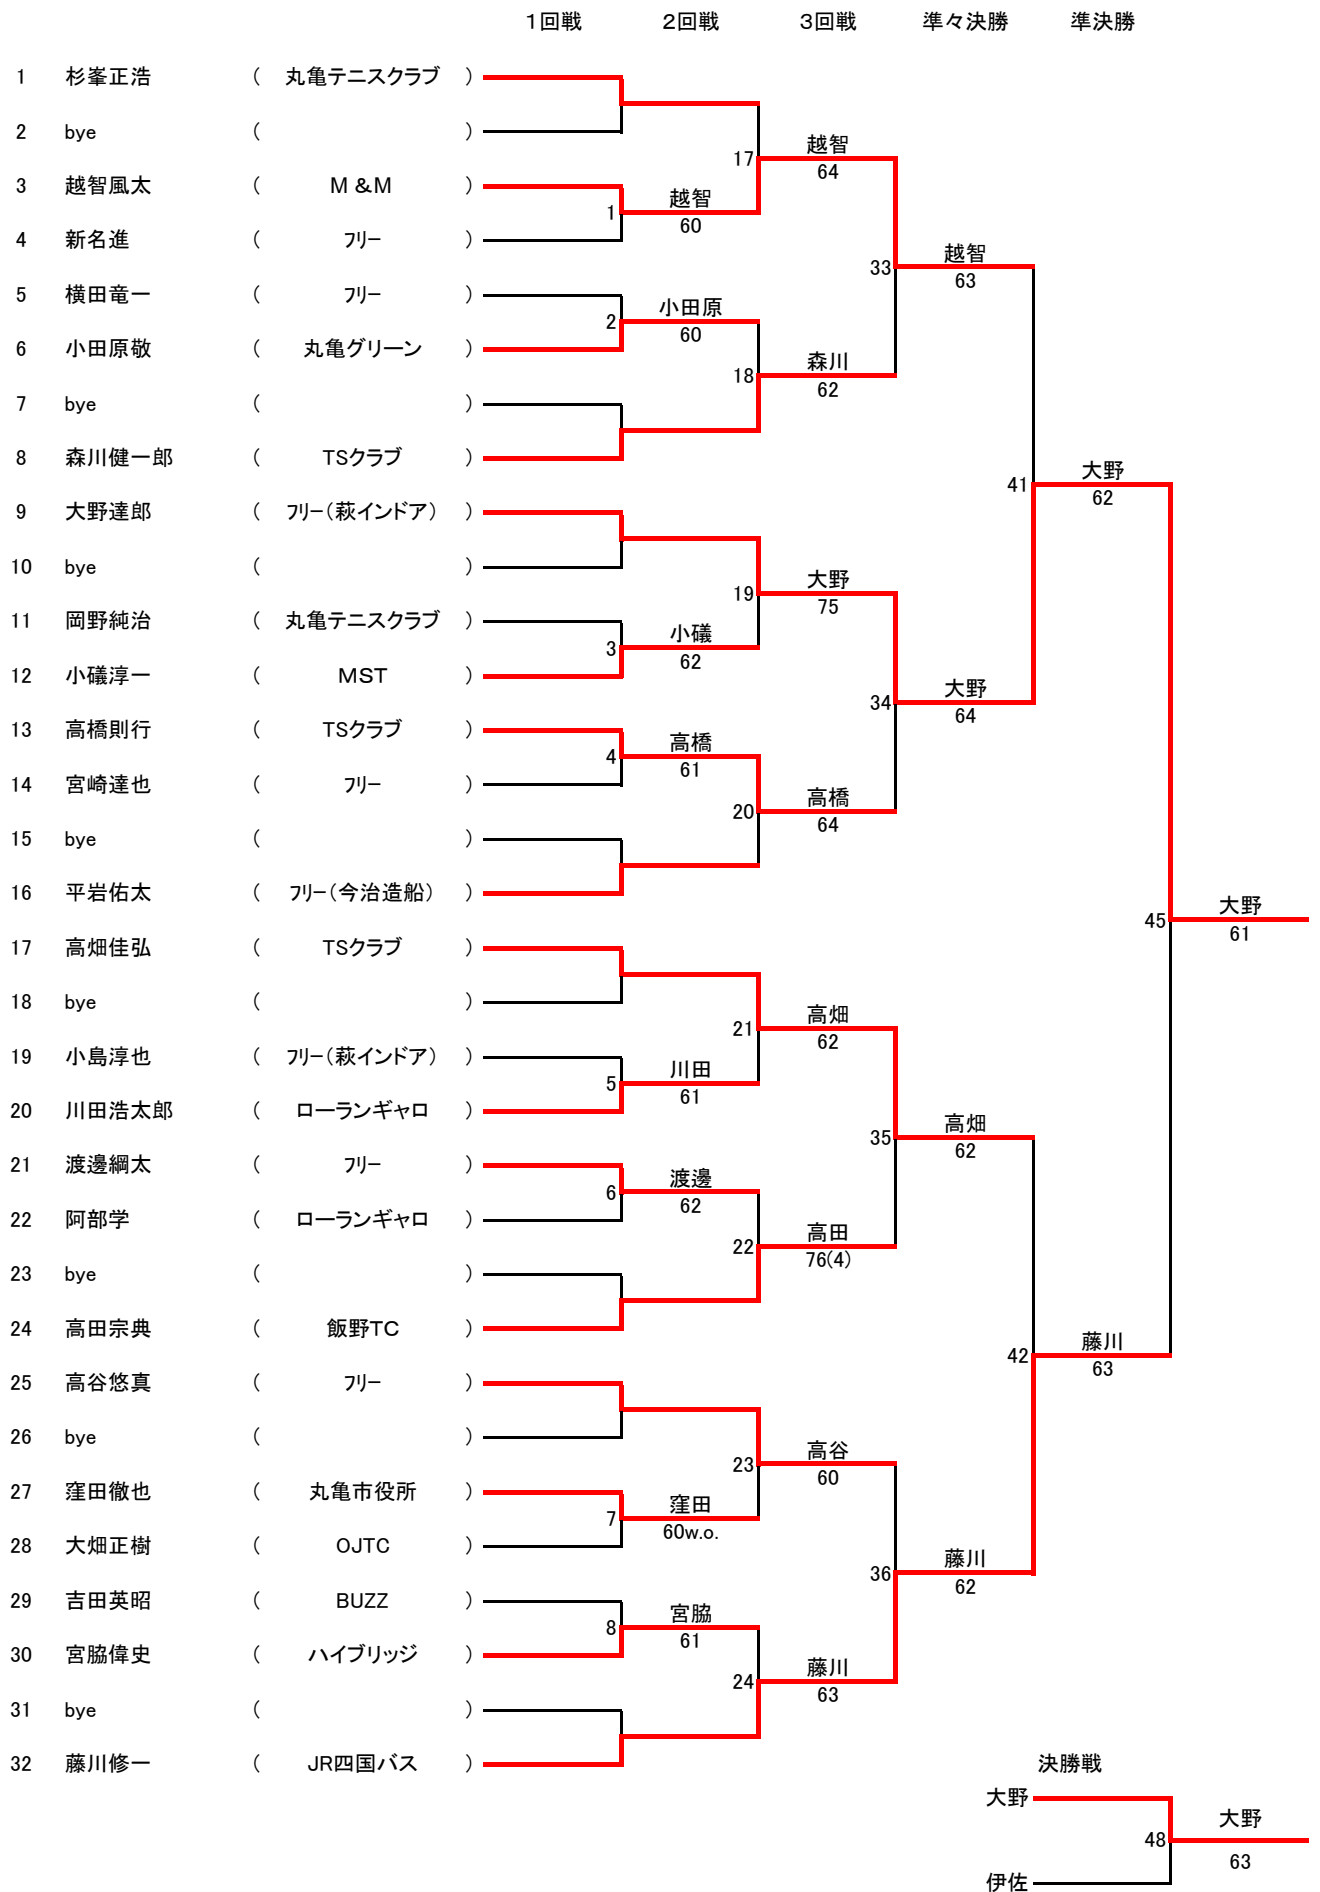 1回戦 2回戦 3回戦 準々決勝 準決勝
1 杉峯正浩 ( 丸亀テニスクラブ )
2 bye ( )
17 越智 64
3 越智風太 ( M &M )
1 越智 60
4 新名進 ( フリー )
33 越智 63
5 横田竜一 ( フリー )
2 小田原 60
6 小田原敬 ( 丸亀グリーン )
18 森川 62
7 bye ( )
8 森川健一郎 ( TSクラブ )
41 大野 62
9 大野達郎 ( フリー(萩インドア) )
10 bye ( )
19 大野 75
11 岡野純治 ( 丸亀テニスクラブ )
3 小礒 62
12 小礒淳一 ( MST )
34 大野 64
13 高橋則行 ( TSクラブ )
4 高橋 61
14 宮崎達也 ( フリー )
20 高橋 64
15 bye ( )
16 平岩佑太 ( フリー(今治造船) )
45 大野 61
17 高畑佳弘 ( TSクラブ )
18 bye ( )
21 高畑 62
19 小島淳也 ( フリー(萩インドア) )
5 川田 61
20 川田浩太郎 ( ローランギャロ )
35 高畑 62
21 渡邊綱太 ( フリー )
6 渡邊 62
22 阿部学 ( ローランギャロ )
22 高田 76(4)
23 bye ( )
24 高田宗典 ( 飯野TC )
42 藤川 63
25 高谷悠真 ( フリー )
26 bye ( )
23 高谷 60
27 窪田徹也 ( 丸亀市役所 )
7 窪田 60w.o.
28 大畑正樹 ( OJTC )
36 藤川 62
29 吉田英昭 ( BUZZ )
8 宮脇 61
30 宮脇偉史 ( ハイブリッジ )
24 藤川 63
31 bye ( )
32 藤川修一 ( JR四国バス )
決勝戦
大野
48 大野 63
伊佐